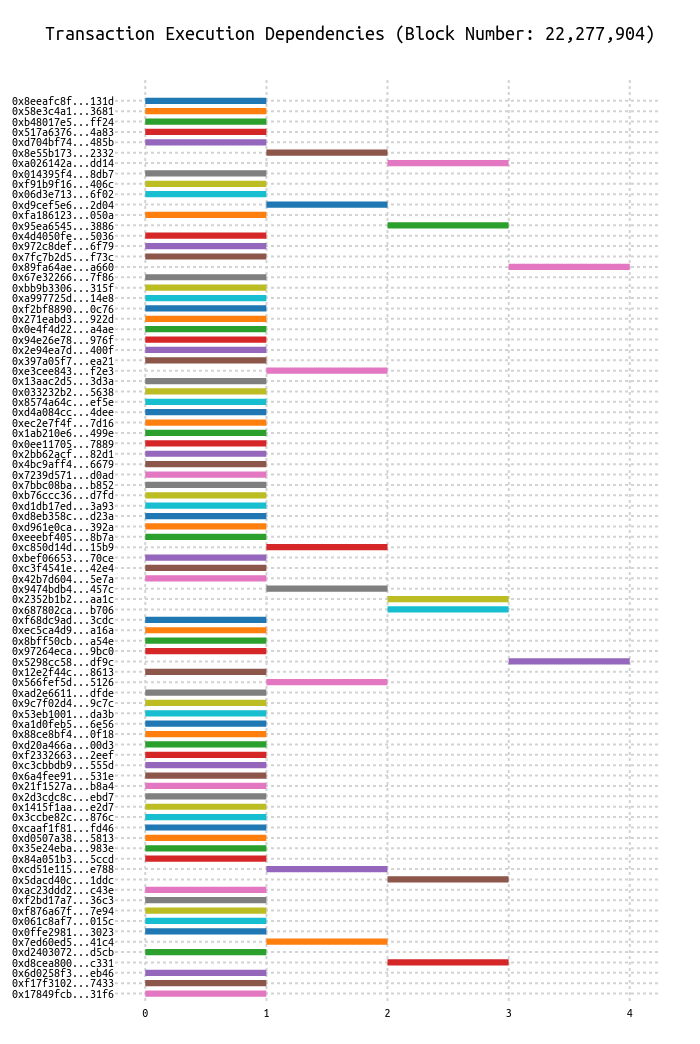 Transaction Execution Dependencies (Block Number: 22,277,904)
0x8eeafc8f...131d
0x58e3c4a1...3681
0xb48017e5...ff24
0x517a6376...4a83
0xd704bf74...485b
0x8e55b173...2332
0xa026142a...dd14
0x014395f4...8db7
0xf91b9f16...406c
0x06d3e713...6f02
0xd9cef5e6...2d04
0xfa186123...050a
0x95ea6545...3886
0x4d4050fe...5036
0x972c8def...6f79
0x7fc7b2d5...f73c
0x89fa64ae...a660
0x67e32266...7f86
0xbb9b3306...315f
0xa997725d...14e8
0xf2bf8890...0c76
0x271eabd3...922d
0x0e4f4d22...a4ae
0x94e26e78...976f
0x2e94ea7d...400f
0x397a05f7...ea21
0xe3cee843...f2e3
0x13aac2d5...3d3a
0x033232b2...5638
0x8574a64c...ef5e
0xd4a084cc...4dee
0xec2e7f4f...7d16
0x1ab210e6...499e
0x0ee11705...7889
0x2bb62acf...82d1
0x4bc9aff4...6679
0x7239d571...d0ad
0x7bbc08ba...b852
0xb76ccc36...d7fd
0xd1db17ed...3a93
0xd8eb358c...d23a
0xd961e0ca...392a
0xeeebf405...8b7a
0xc850d14d...15b9
0xbef06653...70ce
0xc3f4541e...42e4
0x42b7d604...5e7a
0x9474bdb4...457c
0x2352b1b2...aa1c
0x687802ca...b706
0xf68dc9ad...3cdc
0xec5ca4d9...a16a
0x8bff50cb...a54e
0x97264eca...9bc0
0x5298cc58...df9c
0x12e2f44c...8613
0x566fef5d...5126
0xad2e6611...dfde
0x9c7f02d4...9c7c
0x53eb1001...da3b
0xa1d0feb5...6e56
0x88ce8bf4...0f18
0xd20a466a...00d3
0xf2332663...2eef
0xc3cbbdb9...555d
0x6a4fee91...531e
0x21f1527a...b8a4
0x2d3cdc8c...ebd7
0x1415f1aa...e2d7
0x3ccbe82c...876c
0xcaaf1f81...fd46
0xd0507a38...5813
0x35e24eba...983e
0x84a051b3...5ccd
0xcd51e115...e788
0x5dacd40c...1ddc
0xac23ddd2...c43e
0xf2bd17a7...36c3
0xf876a67f...7e94
0x061c8af7...015c
0x0ffe2981...3023
0x7ed60ed5...41c4
0xd2403072...d5cb
0xd8cea800...c331
0x6d0258f3...eb46
0xf17f3102...7433
0x17849fcb...31f6
0 1 2 3 4